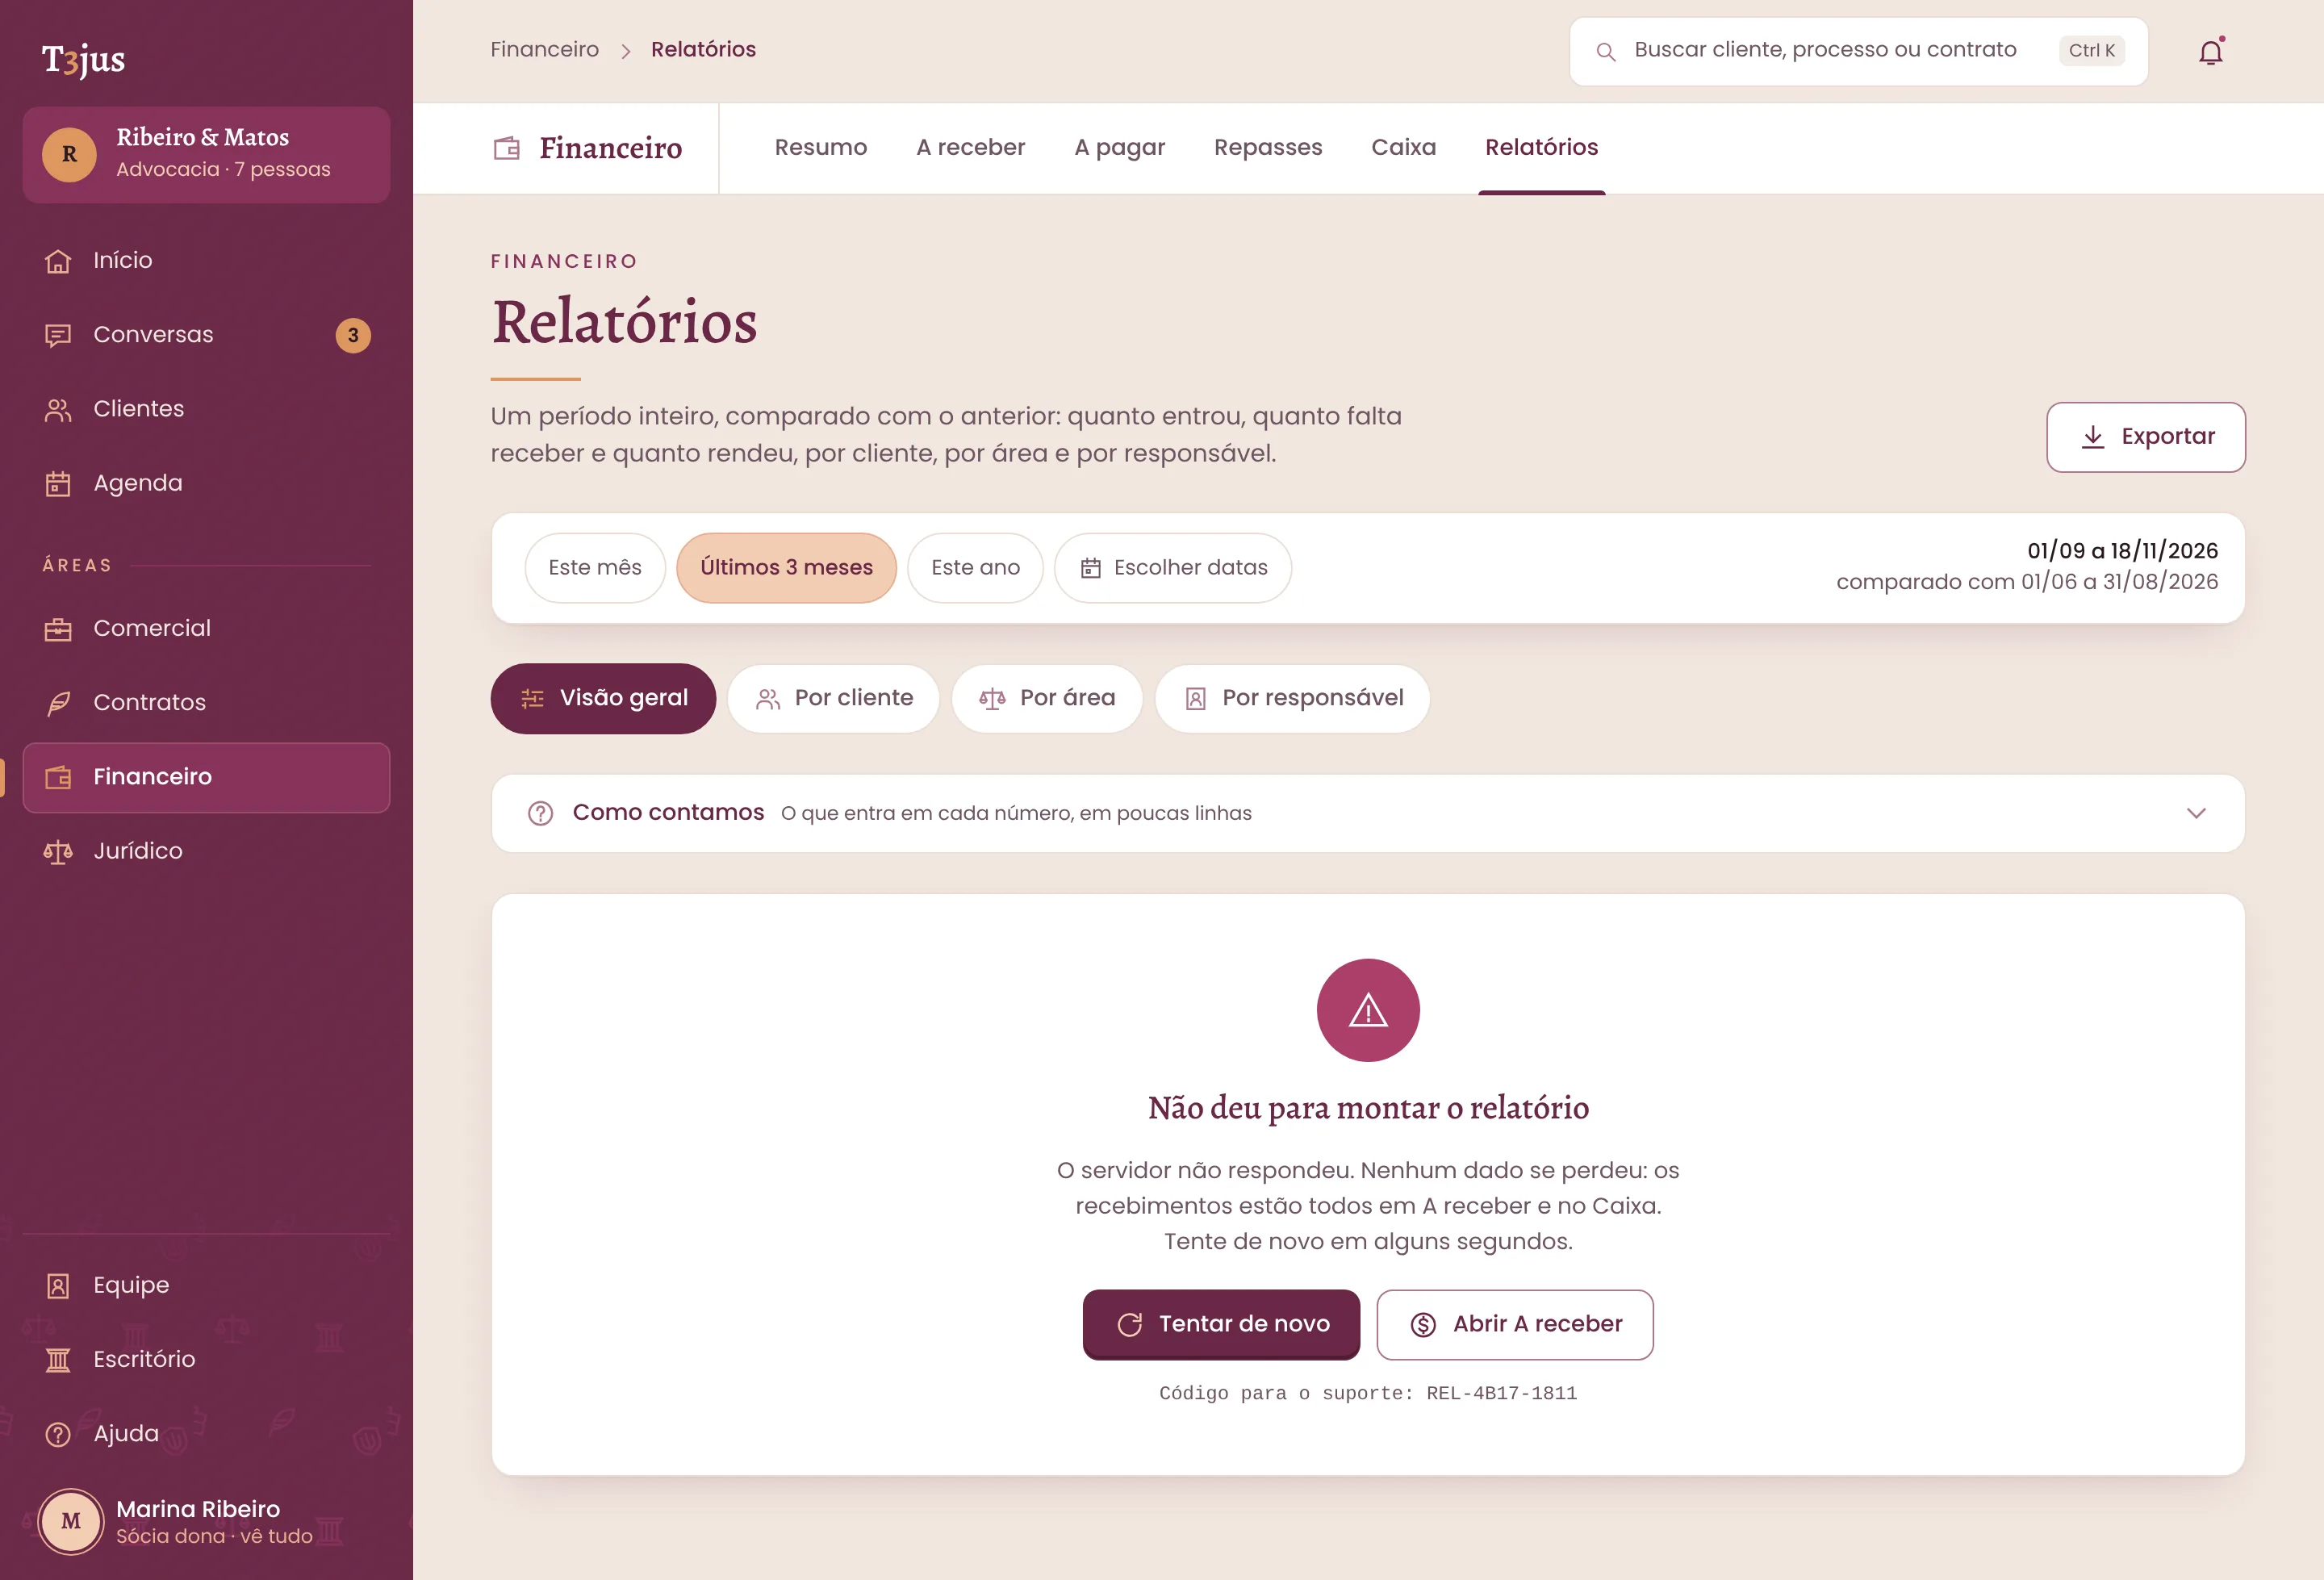 T3jus
R
Ribeiro & Matos
Advocacia · 7 pessoas
Início
Conversas
3
Clientes
Agenda
ÁREAS
Comercial
Contratos
Financeiro
Jurídico
Equipe
Escritório
Ajuda
M
Marina Ribeiro
Sócia dona · vê tudo
Financeiro
Relatórios
Buscar cliente, processo ou contrato
Ctrl K
Financeiro
Resumo
A receber
A pagar
Repasses
Caixa
Relatórios
FINANCEIRO
Relatórios
Um período inteiro, comparado com o anterior: quanto entrou, quanto falta
receber e quanto rendeu, por cliente, por área e por responsável.
Exportar
Este mês
Últimos 3 meses
Este ano
Escolher datas
01/09 a 18/11/2026
comparado com 01/06 a 31/08/2026
Visão geral
Por cliente
Por área
Por responsável
Como contamos
O que entra em cada número, em poucas linhas
Não deu para montar o relatório
O servidor não respondeu. Nenhum dado se perdeu: os
recebimentos estão todos em A receber e no Caixa.
Tente de novo em alguns segundos.
Tentar de novo
Abrir A receber
Código para o suporte: REL-4B17-1811